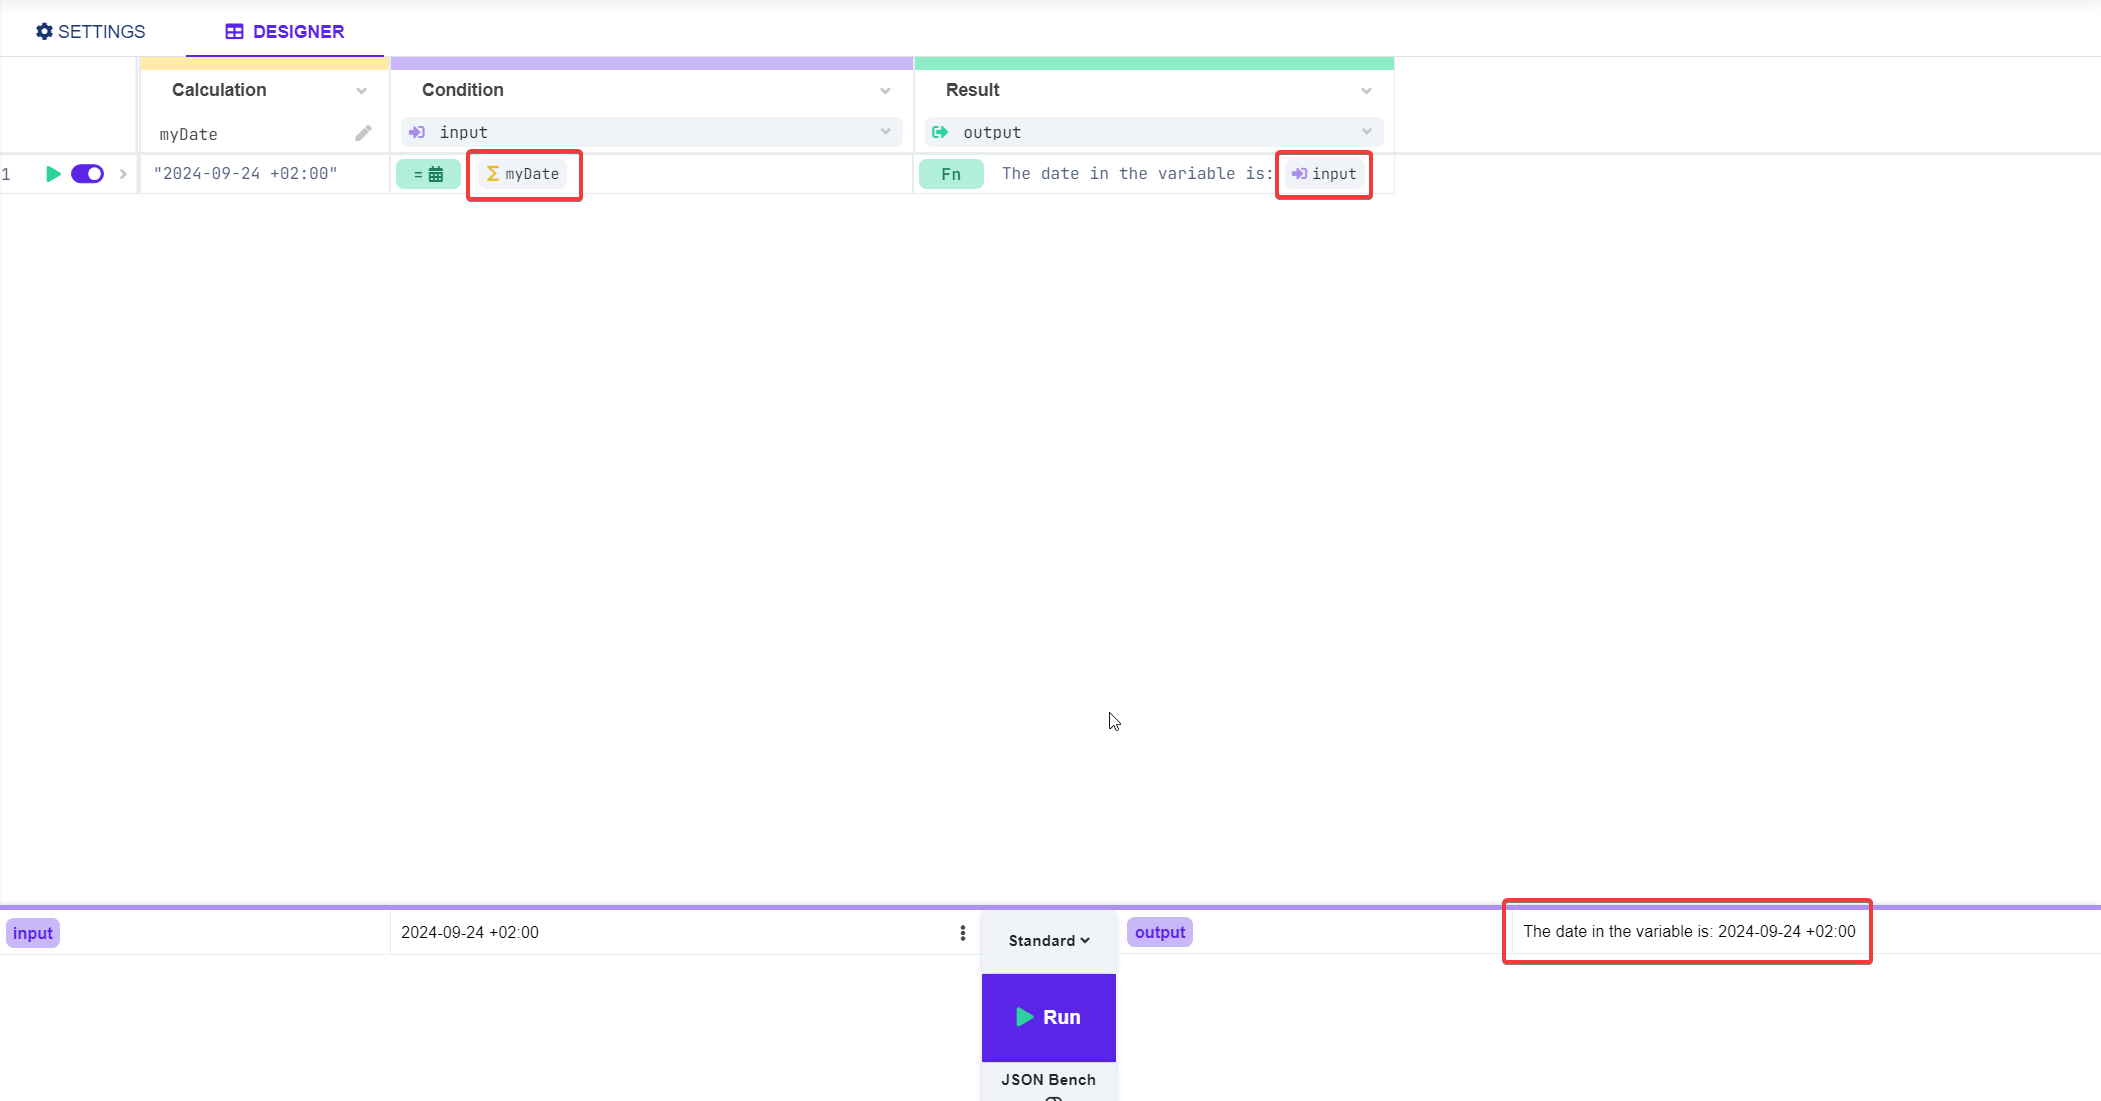 SETTINGS DESIGNER
Calculation Condition Result
myDate input output
1 "2024-09-24 +02:00" = myDate Fn The date in the variable is: input
input 2024-09-24 +02:00 Standard output The date in the variable is: 2024-09-24 +02:00
Run
JSON Bench